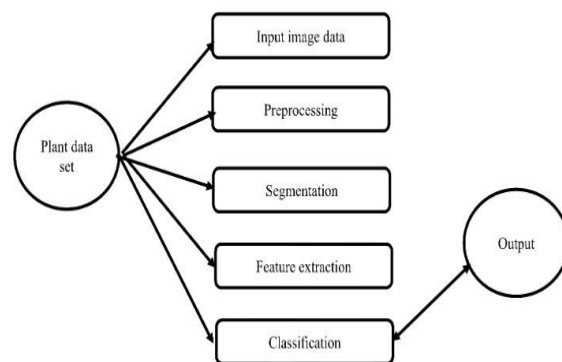 Input image data
Preprocessing
Plant data
set
Segmentation
Feature extraction
Output
Classification